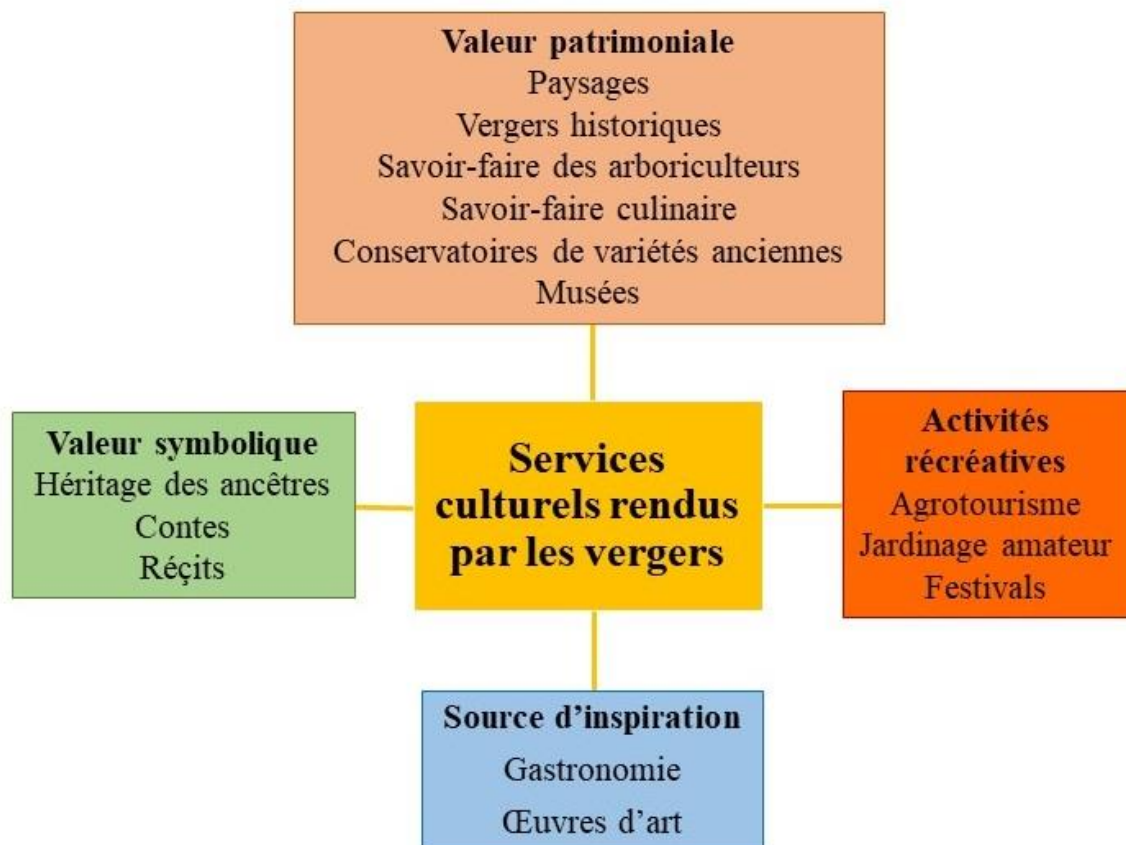 Valeur patrimoniale
Paysages
Vergers historiques
Savoir-faire des arboriculteurs
Savoir-faire culinaire
Conservatoires de variétés anciennes
Musées
Valeur symbolique
Héritage des ancêtres
Contes
Réçits
Services
culturels rendus
par les vergers
Activités
récréatives
Agrotourisme
Jardinage amateur
Festivals
Source d’inspiration
Gastronomie
Œuvres d’art